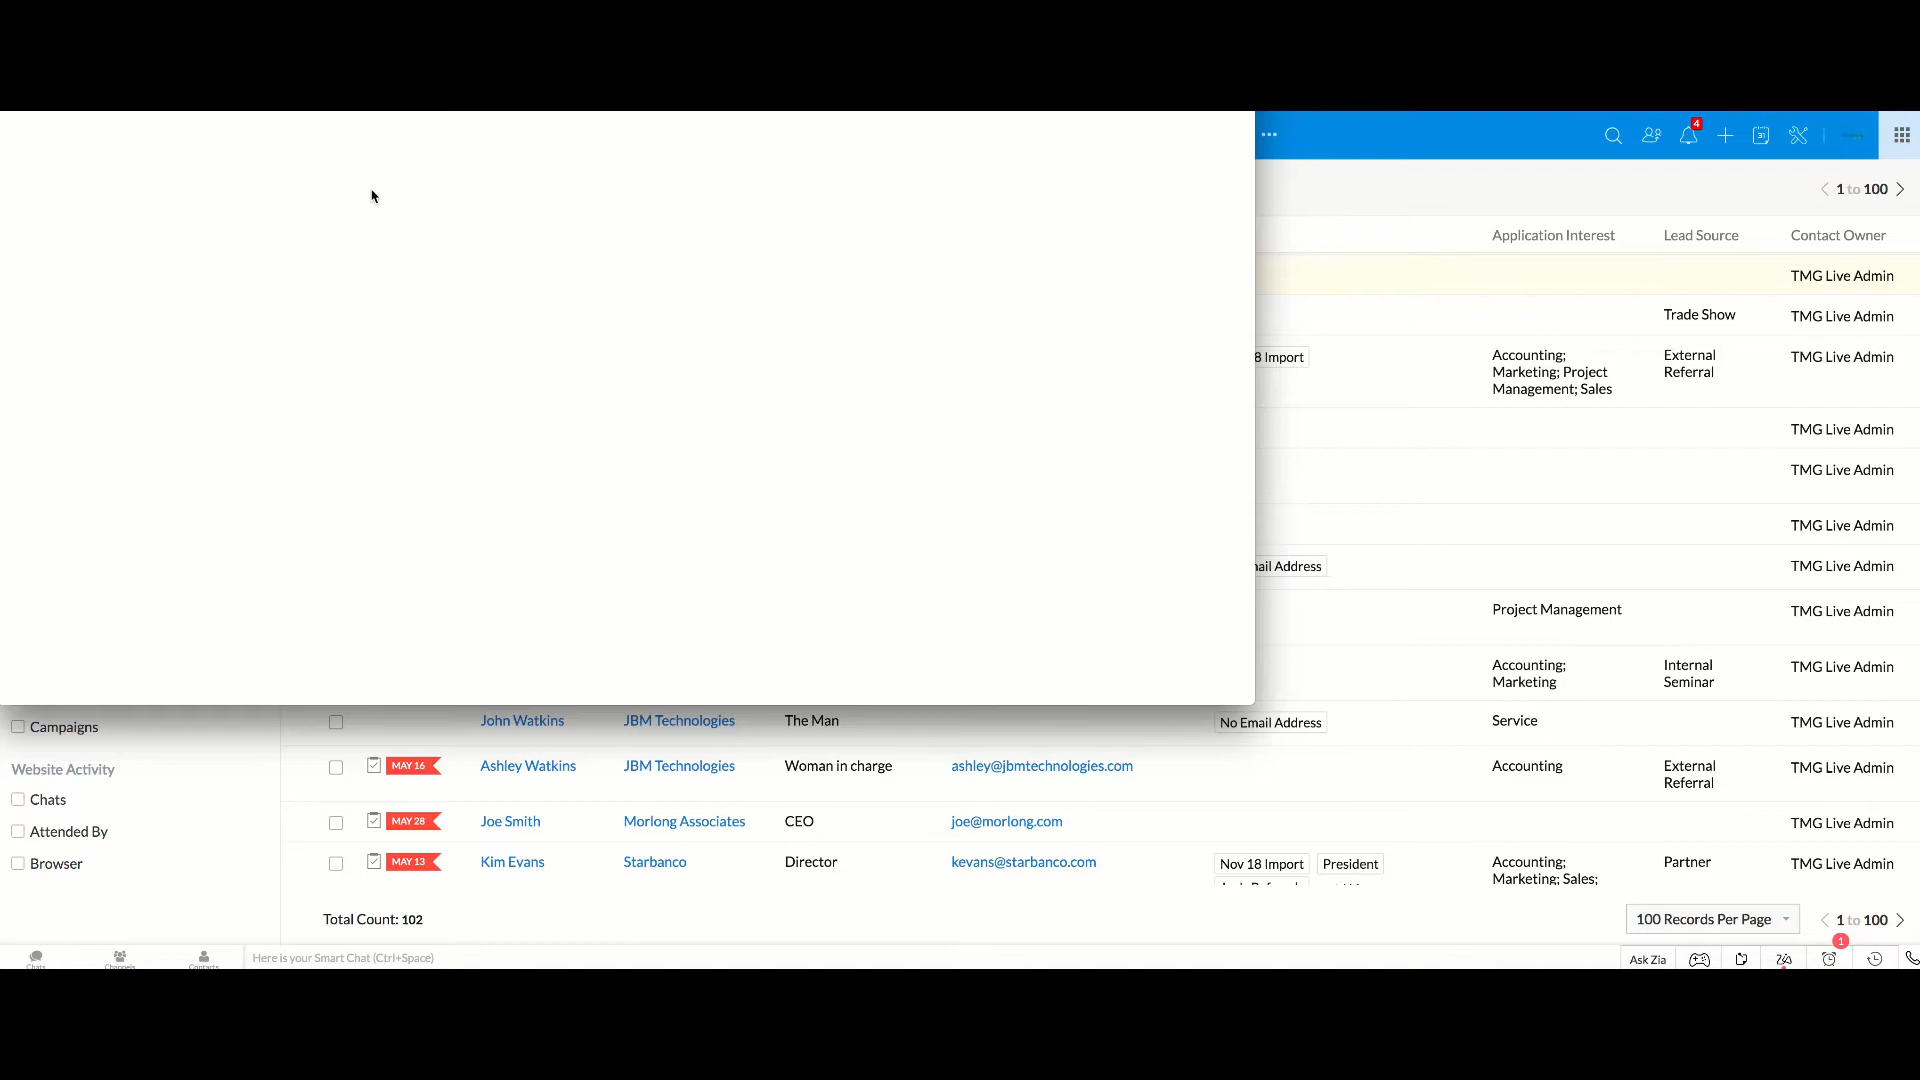 •••
4
31
1 to 100
Application Interest Lead Source Contact Owner
TMG Live Admin
Trade Show TMG Live Admin
8 Import Accounting; External TMG Live Admin
Marketing; Project Referral
Management; Sales
TMG Live Admin
TMG Live Admin
TMG Live Admin
Address TMG Live Admin
Project Management TMG Live Admin
Accounting; Internal TMG Live Admin
Marketing Seminar
Campaigns John Watkins JBM Technologies The Man No Email Address Service TMG Live Admin
Website Activity MAY 16 Ashley Watkins JBM Technologies Woman in charge ashley@jbmtechnologies.com Accounting External TMG Live Admin
Referral
Chats
Attended By MAY 28 Joe Smith Morlong Associates CEO joe@morlong.com TMG Live Admin
Browser MAY 13 Kim Evans Starbanco Director kevans@starbanco.com Nov 18 Import President Accounting; Partner TMG Live Admin
Marketing; Sales;
Total Count: 102 100 Records Per Page 1 to 100
1
Chats Channels Contacts Here is your Smart Chat (Ctrl+Space) Ask Zia